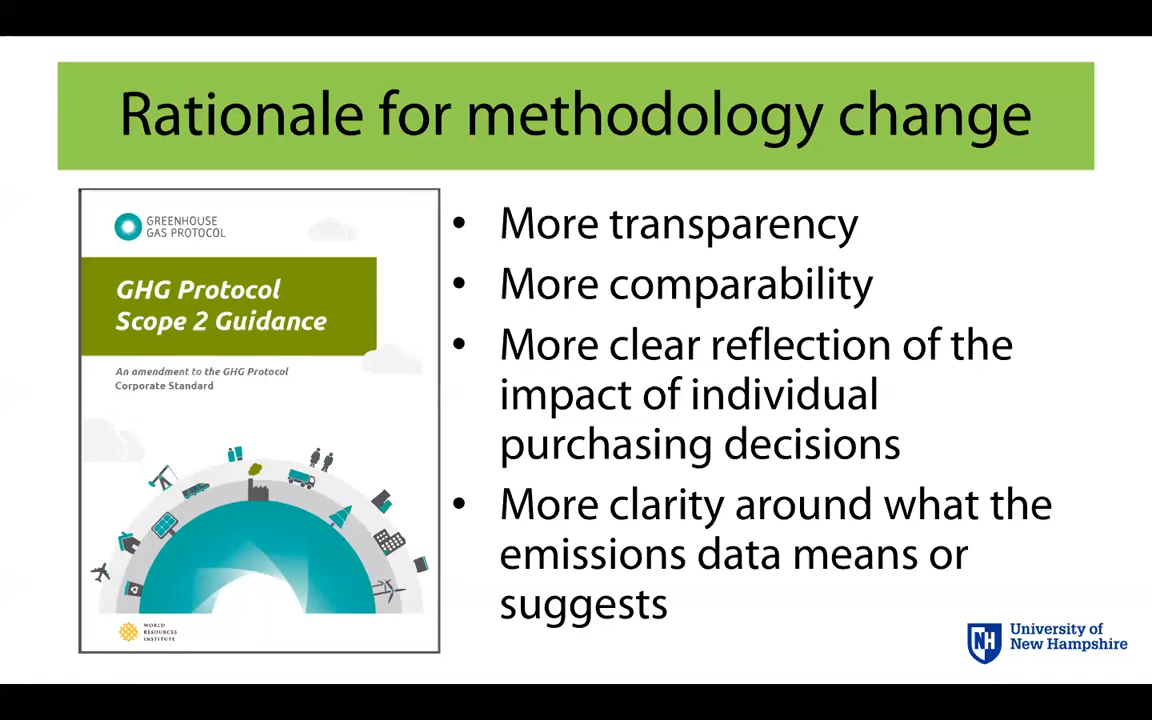 Rationale for methodology change
GREENHOUSE
GAS PROTOCOL
GHG Protocol
Scope 2 Guidance
An amendment to the GHG Protocol
Corporate Standard
WORLD
RESOURCES
INSTITUTE
• More transparency
• More comparability
• More clear reflection of the
impact of individual
purchasing decisions
• More clarity around what the
emissions data means or
suggests
NH
University of
New Hampshire